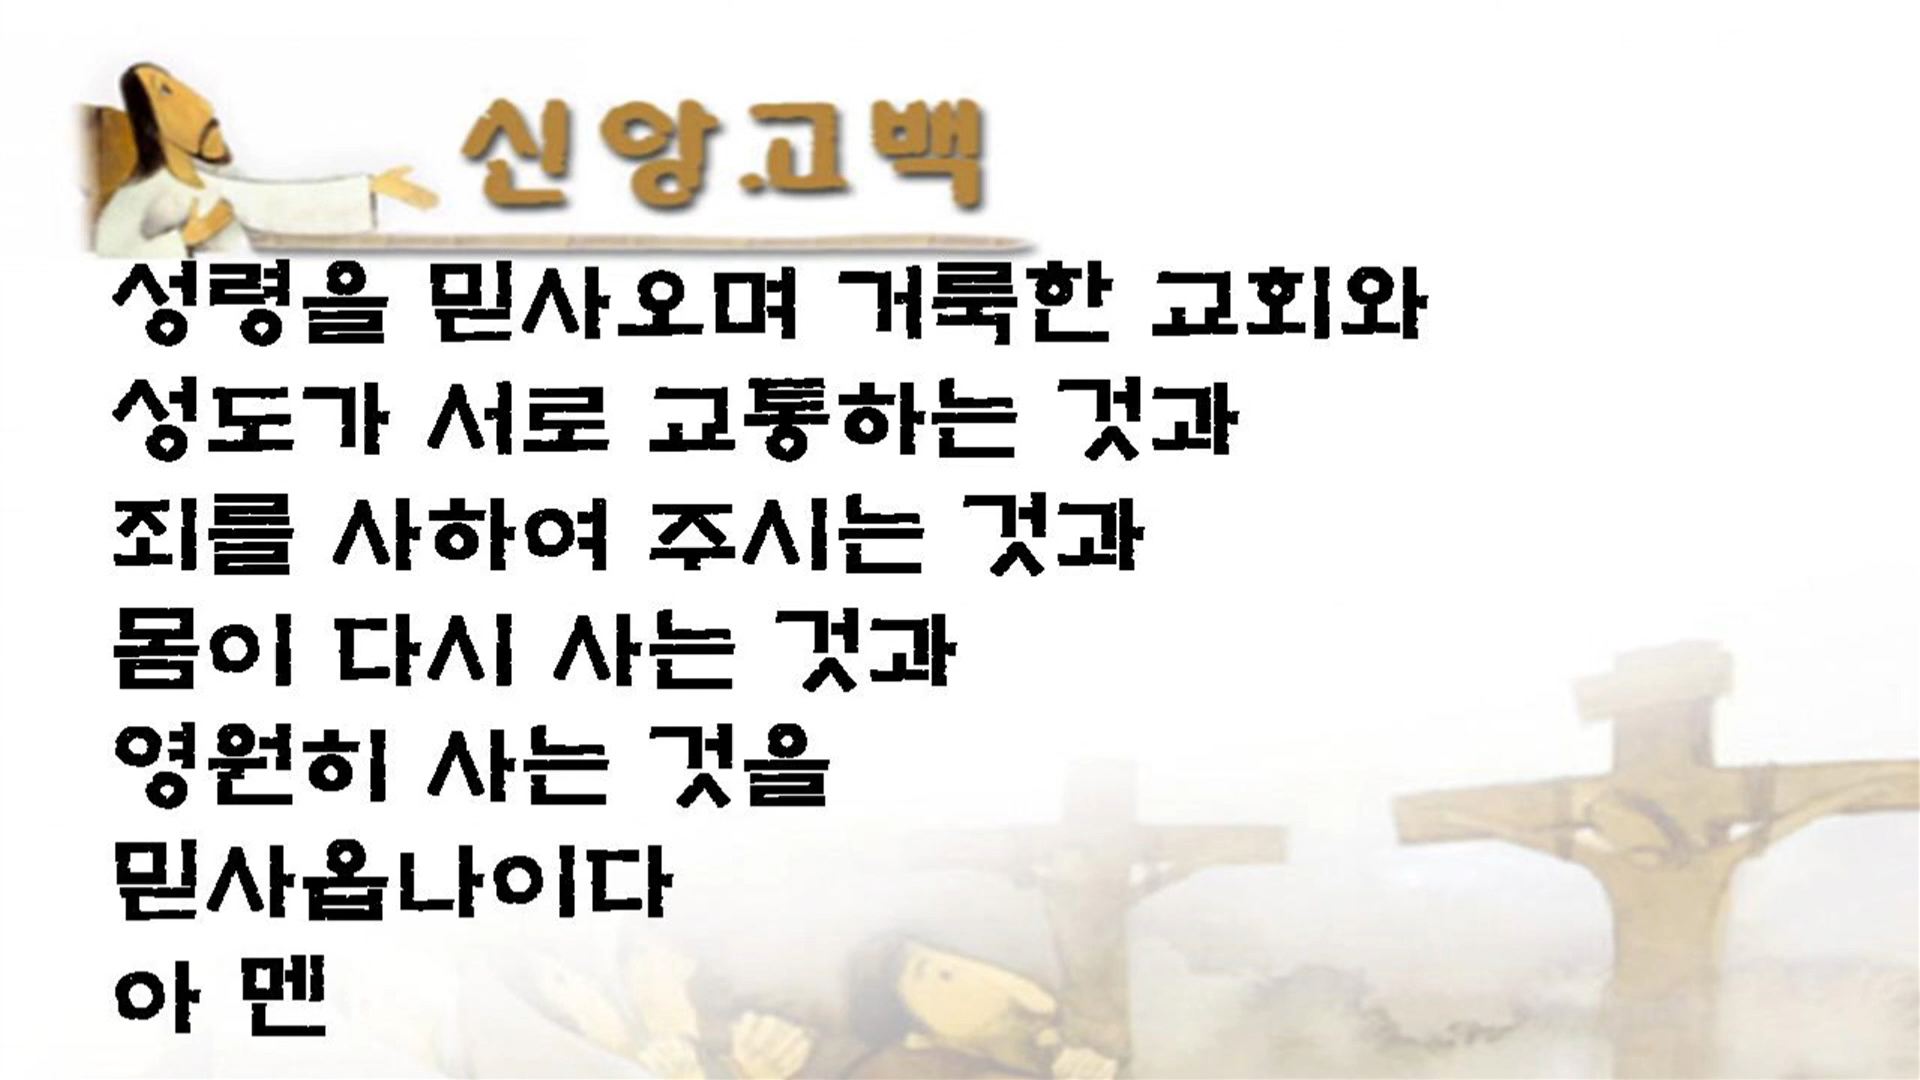 신앙고백
성령을 믿사오며 거룩한 교회와
성도가 서로 교통하는 것과
죄를 사하여 주시는 것과
몸이 다시 사는 것과
영원히 사는 것을
믿사옵나이다
아 멘